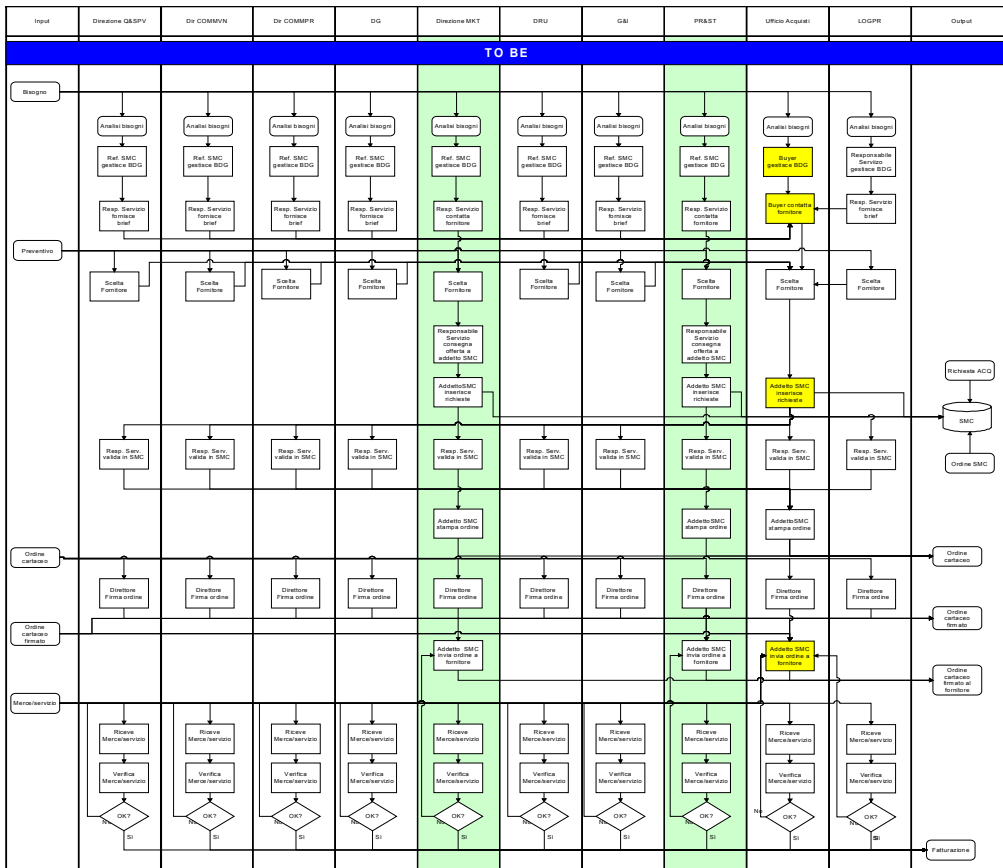 Input
Direzione Q&SPV
Dir COMMVN
Dir COMMPR
DG
Direzione MKT
DRU
G&I
PR&ST
Ufficio Acquisti
LOGPR
Output
TO BE
Bisogno
Analisi bisogni
Analisi bisogni
Analisi bisogni
Analisi bisogni
Analisi bisogni
Analisi bisogni
Analisi bisogni
Analisi bisogni
Analisi bisogni
Analisi bisogni
Ref. SMC
gestisce BDG
Ref. SMC
gestisce BDG
Ref. SMC
gestisce BDG
Ref. SMC
gestisce BDG
Ref. SMC
gestisce BDG
Ref. SMC
gestisce BDG
Ref. SMC
gestisce BDG
Ref. SMC
gestisce BDG
Buyer
gestisce BDG
Responsabile
Servizo
gestisce BDG
Resp. Servizio
fornisce
brief
Resp. Servizio
fornisce
brief
Resp. Servizio
fornisce
brief
Resp. Servizio
fornisce
brief
Resp. Servizio
contatta
fornitore
Resp. Servizio
fornisce
brief
Resp. Servizio
fornisce
brief
Resp. Servizio
contatta
fornitore
Buyer contatta
fornitore
Resp. Servizio
fornisce
brief
Preventivo
Scelta
Fornitore
Scelta
Fornitore
Scelta
Fornitore
Scelta
Fornitore
Scelta
Fornitore
Scelta
Fornitore
Scelta
Fornitore
Scelta
Fornitore
Scelta
Fornitore
Scelta
Fornitore
Responsabile
Servizio
consegna
offerta a
addetto SMC
Responsabile
Servizio
consegna
offerta a
addetto SMC
AddettoSMC
inserisce
richieste
Addetto SMC
inserisce
richieste
Addetto SMC
inserisce
richieste
Richiesta ACQ
SMC
Ordine SMC
Resp. Serv.
valida in SMC
Resp. Serv.
valida in SMC
Resp. Serv.
valida in SMC
Resp. Serv.
valida in SMC
Resp. Serv.
valida in SMC
Resp. Serv.
valida in SMC
Resp. Serv.
valida in SMC
Resp. Serv.
valida in SMC
Resp. Serv.
valida in SMC
Resp. Serv.
valida in SMC
Addetto SMC
stampa ordine
Addetto SMC
stampa ordine
AddettoSMC
stampa ordine
Ordine
cartaceo
Ordine
cartaceo
Direttore
Firma ordine
Direttore
Firma ordine
Direttore
Firma ordine
Direttore
Firma ordine
Direttore
Firma ordine
Direttore
Firma ordine
Direttore
Firma ordine
Direttore
Firma ordine
Direttore
Firma ordine
Direttore
Firma ordine
Ordine
cartaceo
firmato
Ordine
cartaceo
firmato
Addetto SMC
invia ordine a
fornitore
Addetto SMC
invia ordine a
fornitore
Addetto SMC
invia ordine a
fornitore
Ordine
cartaceo
firmato al
fornitore
Merce/servizio
Riceve
Merce/servizio
Riceve
Merce/servizio
Riceve
Merce/servizio
Riceve
Merce/servizio
Riceve
Merce/servizio
Riceve
Merce/servizio
Riceve
Merce/servizio
Riceve
Merce/servizio
Riceve
Merce/servizio
Riceve
Merce/servizio
Verifica
Merce/servizio
Verifica
Merce/servizio
Verifica
Merce/servizio
Verifica
Merce/servizio
Verifica
Merce/servizio
Verifica
Merce/servizio
Verifica
Merce/servizio
Verifica
Merce/servizio
Verifica
Merce/servizio
Verifica
Merce/servizio
OK?
OK?
OK?
OK?
OK?
OK?
OK?
OK?
OK?
OK?
No
No
No
No
No
No
No
No
No
No
Si
Si
Si
Si
Si
Si
Si
Si
Si
Si
Fatturazione